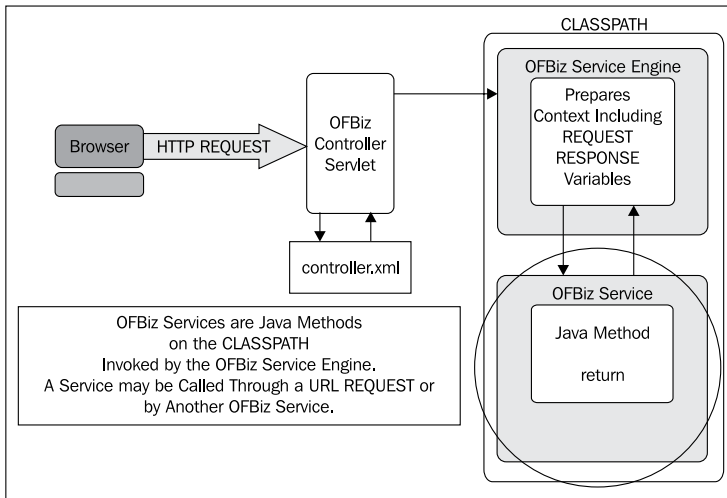 CLASSPATH
OFBiz Service Engine
Prepares
Context Including
REQUEST
RESPONSE
Variables
OFBiz
Controller
Servlet
Browser
HTTP REQUEST
controller.xml
OFBiz Services are Java Methods
on the CLASSPATH
Invoked by the OFBiz Service Engine.
A Service may be Called Through a URL REQUEST or
by Another OFBiz Service.
OFBiz Service
Java Method
return